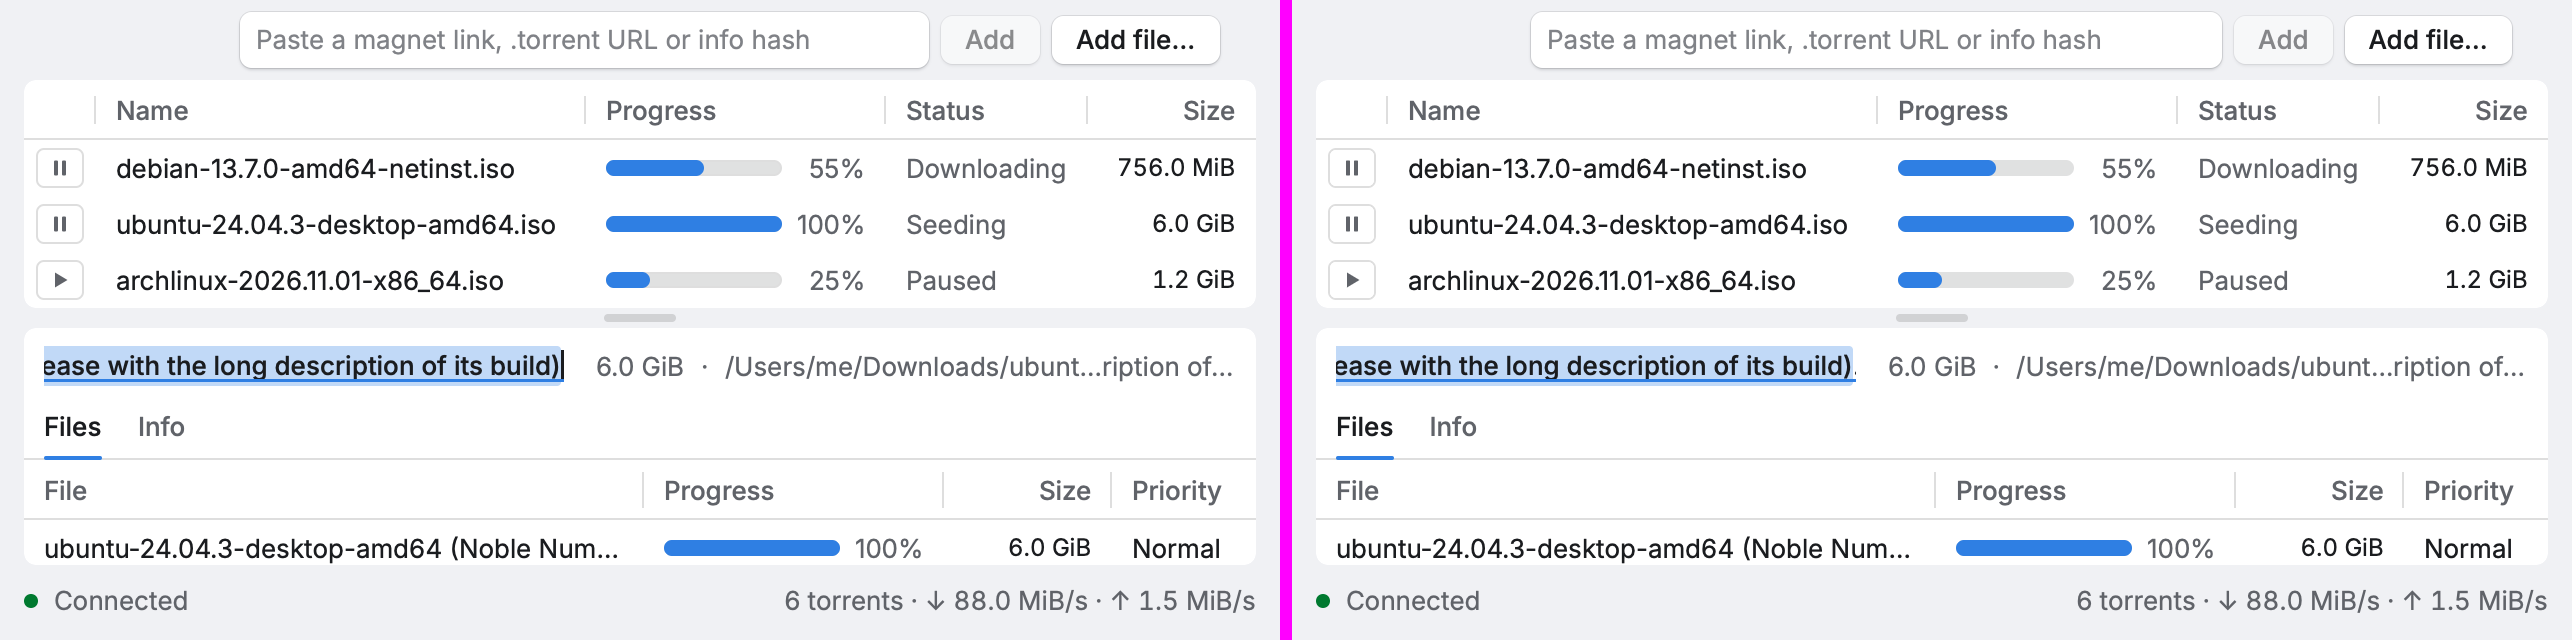 Paste a magnet link, .torrent URL or info hash Add Add file...
Name Progress Status Size
debian-13.7.0-amd64-netinst.iso 55% Downloading 756.0 MiB
ubuntu-24.04.3-desktop-amd64.iso 100% Seeding 6.0 GiB
archlinux-2026.11.01-x86_64.iso 25% Paused 1.2 GiB
ease with the long description of its build) 6.0 GiB · /Users/me/Downloads/ubunt...ription of...
Files Info
File Progress Size Priority
ubuntu-24.04.3-desktop-amd64 (Noble Num... 100% 6.0 GiB Normal
Connected 6 torrents · ↓ 88.0 MiB/s · ↑ 1.5 MiB/s
Paste a magnet link, .torrent URL or info hash Add Add file...
Name Progress Status Size
debian-13.7.0-amd64-netinst.iso 55% Downloading 756.0 MiB
ubuntu-24.04.3-desktop-amd64.iso 100% Seeding 6.0 GiB
archlinux-2026.11.01-x86_64.iso 25% Paused 1.2 GiB
ease with the long description of its build). 6.0 GiB · /Users/me/Downloads/ubunt...ription of...
Files Info
File Progress Size Priority
ubuntu-24.04.3-desktop-amd64 (Noble Num... 100% 6.0 GiB Normal
Connected 6 torrents · ↓ 88.0 MiB/s · ↑ 1.5 MiB/s